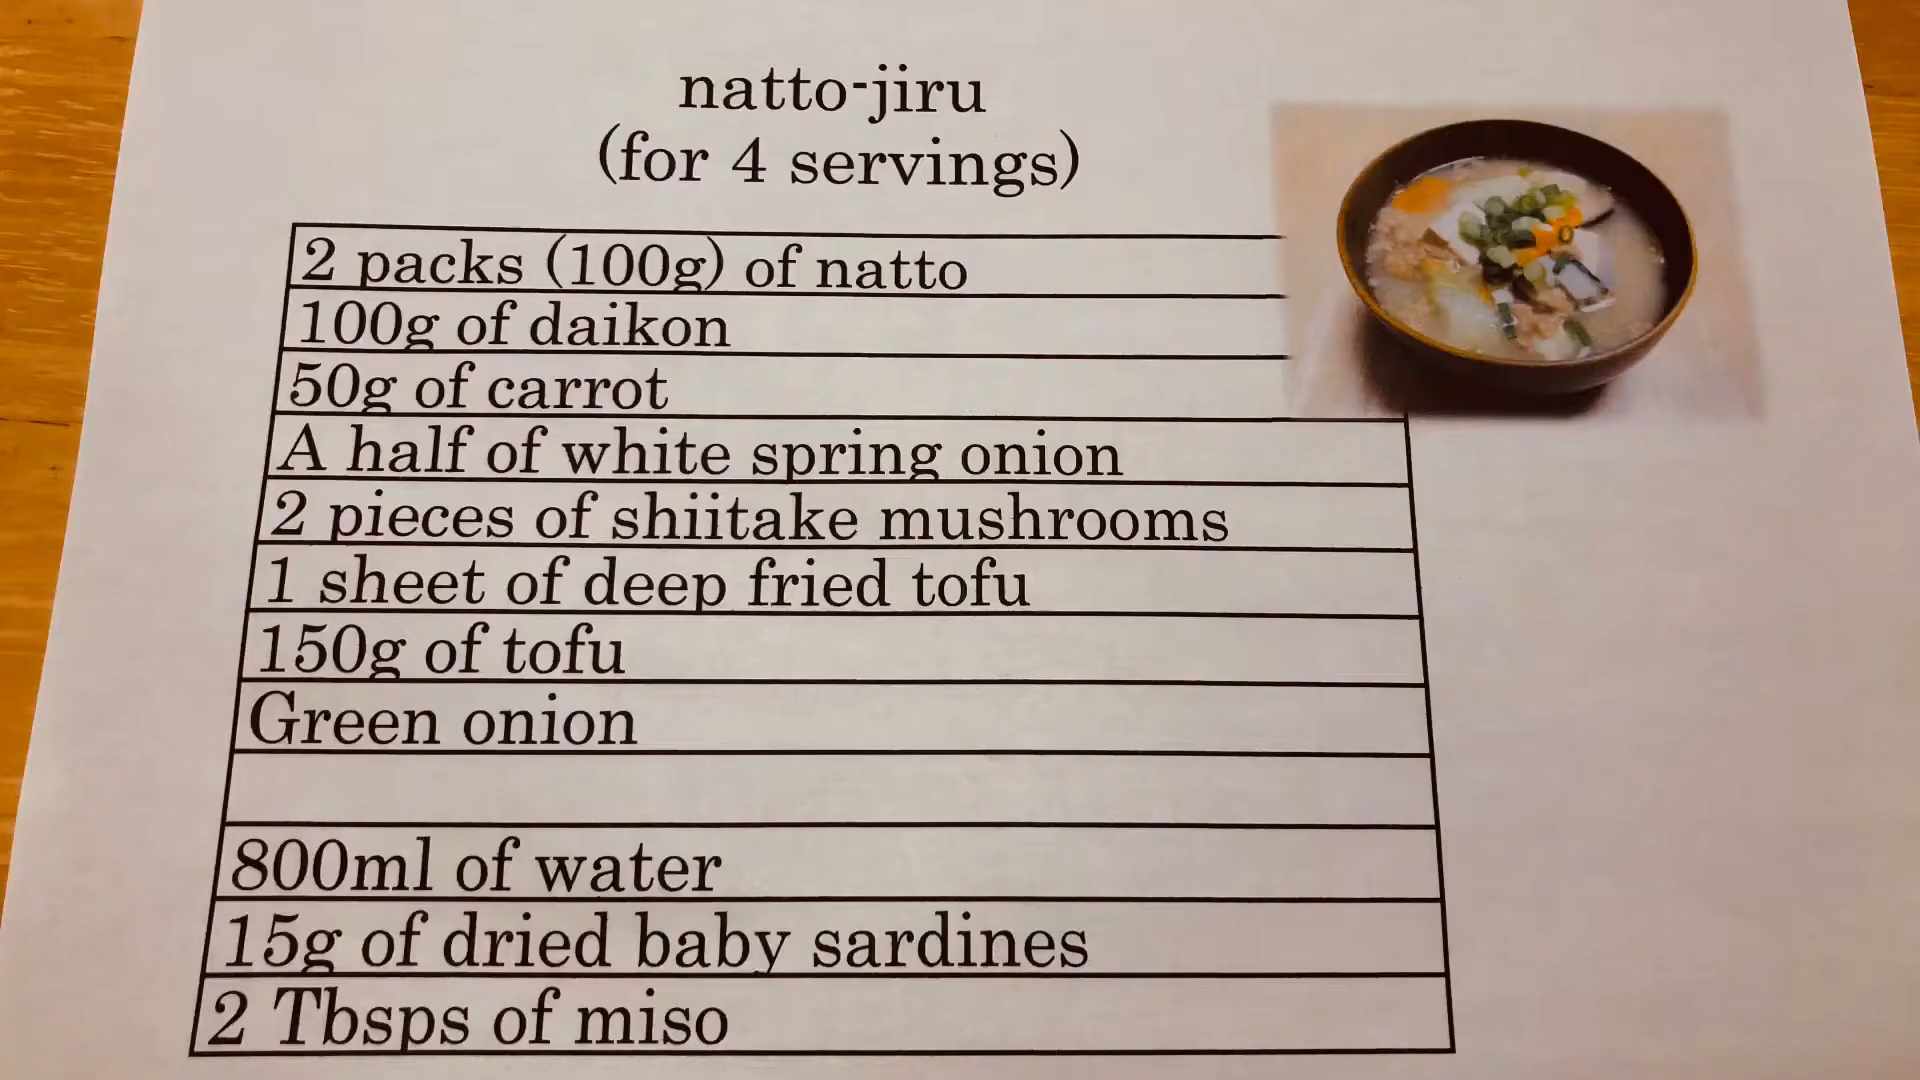 natto-jiru
(for 4 servings)
2 packs (100g) of natto
100g of daikon
50g of carrot
A half of white spring onion
2 pieces of shiitake mushrooms
1 sheet of deep fried tofu
150g of tofu
Green onion
800ml of water
15g of dried baby sardines
2 Tbsps of miso